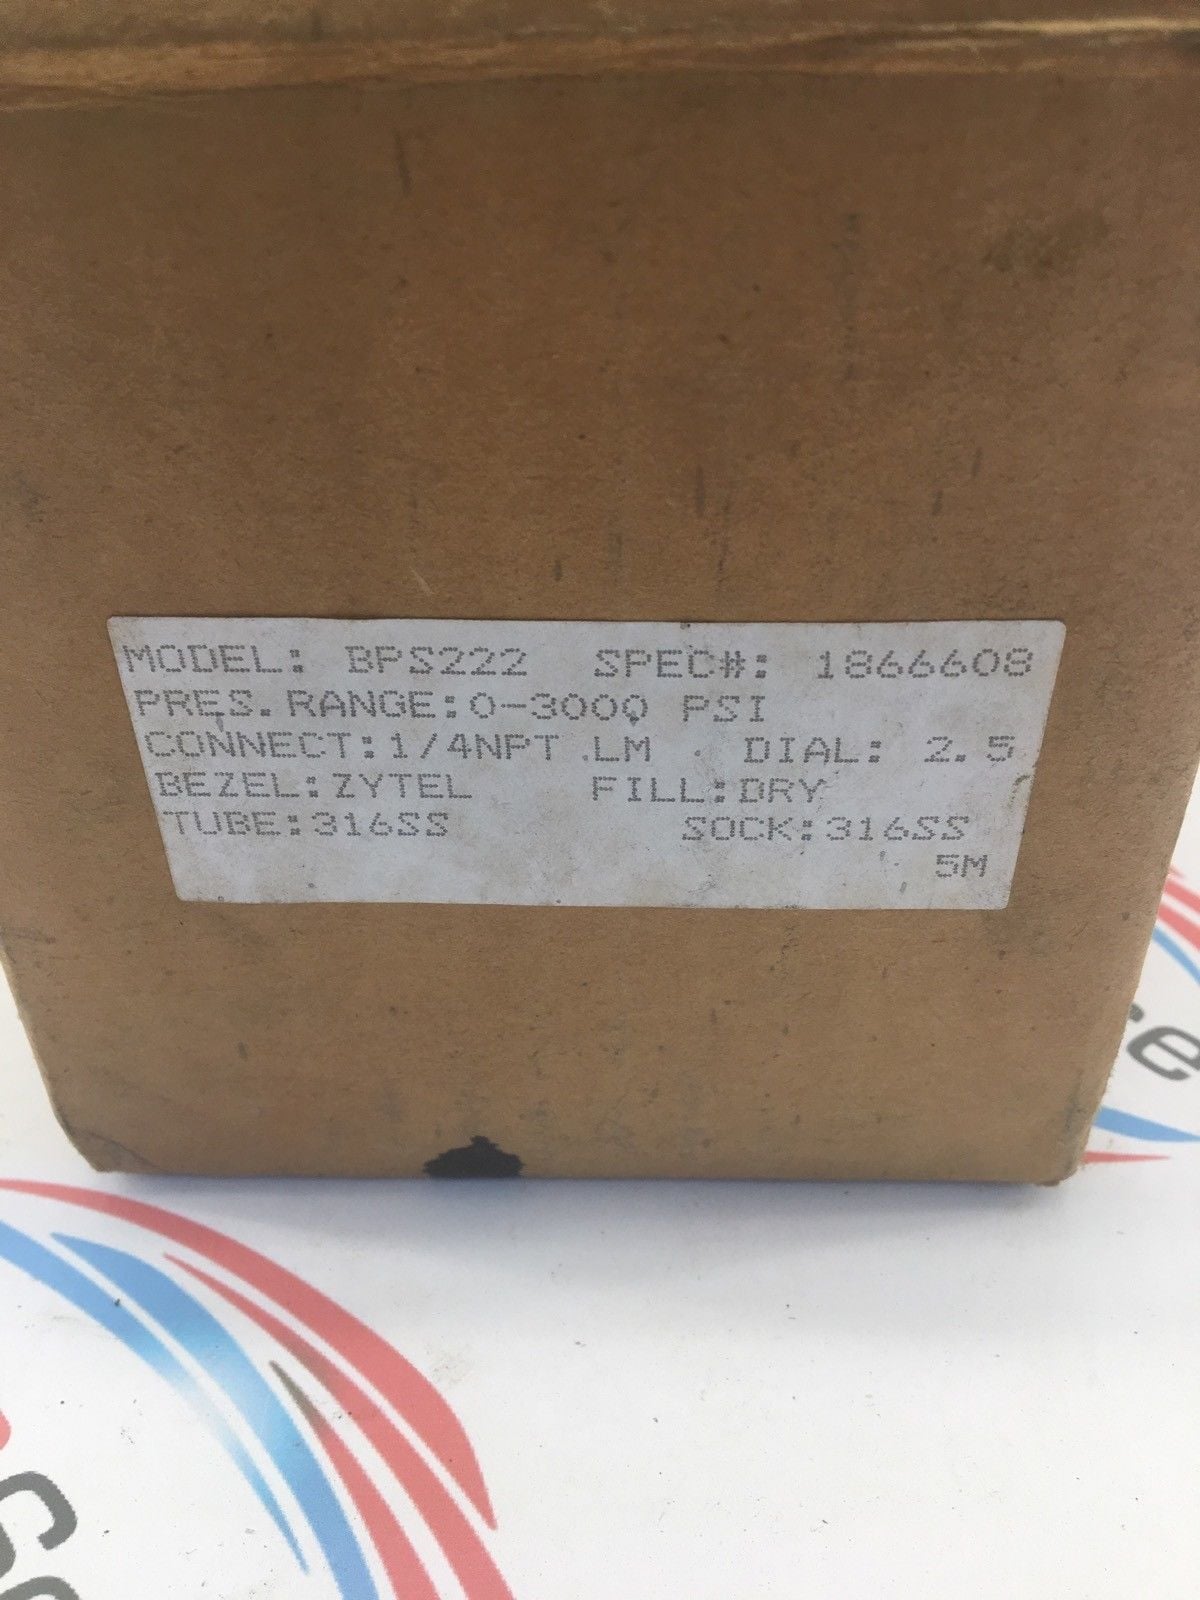 MODEL: BPS222 SPEC#: 1866608
PRES.RANGE:0-3000 PSI
CONNECT:1/4NPT LM DIAL: 2.5
BEZEL:ZYTEL FILL:DRY
TUBE:316SS SOCK:316SS
5M